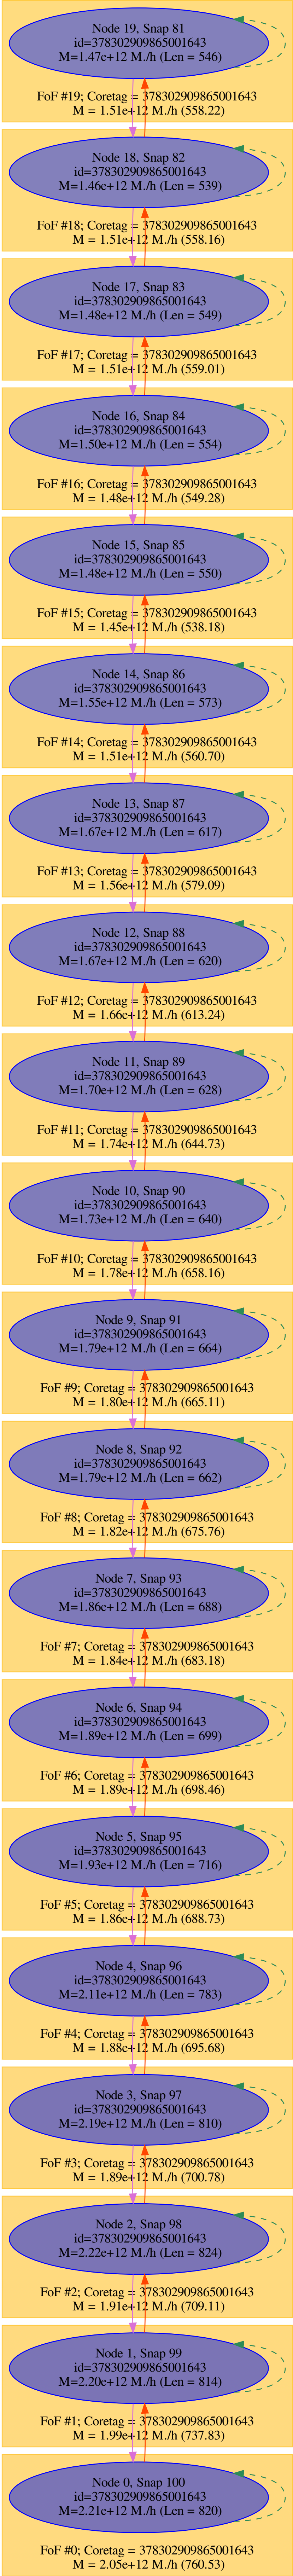 Node 19, Snap 81
id=378302909865001643
M=1.47e+12 M./h (Len = 546)
FoF #19; Coretag = 378302909865001643
M = 1.51e+12 M./h (558.22)
Node 18, Snap 82
id=378302909865001643
M=1.46e+12 M./h (Len = 539)
FoF #18; Coretag = 378302909865001643
M = 1.51e+12 M./h (558.16)
Node 17, Snap 83
id=378302909865001643
M=1.48e+12 M./h (Len = 549)
FoF #17; Coretag = 378302909865001643
M = 1.51e+12 M./h (559.01)
Node 16, Snap 84
id=378302909865001643
M=1.50e+12 M./h (Len = 554)
FoF #16; Coretag = 378302909865001643
M = 1.48e+12 M./h (549.28)
Node 15, Snap 85
id=378302909865001643
M=1.48e+12 M./h (Len = 550)
FoF #15; Coretag = 378302909865001643
M = 1.45e+12 M./h (538.18)
Node 14, Snap 86
id=378302909865001643
M=1.55e+12 M./h (Len = 573)
FoF #14; Coretag = 378302909865001643
M = 1.51e+12 M./h (560.70)
Node 13, Snap 87
id=378302909865001643
M=1.67e+12 M./h (Len = 617)
FoF #13; Coretag = 378302909865001643
M = 1.56e+12 M./h (579.09)
Node 12, Snap 88
id=378302909865001643
M=1.67e+12 M./h (Len = 620)
FoF #12; Coretag = 378302909865001643
M = 1.66e+12 M./h (613.24)
Node 11, Snap 89
id=378302909865001643
M=1.70e+12 M./h (Len = 628)
FoF #11; Coretag = 378302909865001643
M = 1.74e+12 M./h (644.73)
Node 10, Snap 90
id=378302909865001643
M=1.73e+12 M./h (Len = 640)
FoF #10; Coretag = 378302909865001643
M = 1.78e+12 M./h (658.16)
Node 9, Snap 91
id=378302909865001643
M=1.79e+12 M./h (Len = 664)
FoF #9; Coretag = 378302909865001643
M = 1.80e+12 M./h (665.11)
Node 8, Snap 92
id=378302909865001643
M=1.79e+12 M./h (Len = 662)
FoF #8; Coretag = 378302909865001643
M = 1.82e+12 M./h (675.76)
Node 7, Snap 93
id=378302909865001643
M=1.86e+12 M./h (Len = 688)
FoF #7; Coretag = 378302909865001643
M = 1.84e+12 M./h (683.18)
Node 6, Snap 94
id=378302909865001643
M=1.89e+12 M./h (Len = 699)
FoF #6; Coretag = 378302909865001643
M = 1.89e+12 M./h (698.46)
Node 5, Snap 95
id=378302909865001643
M=1.93e+12 M./h (Len = 716)
FoF #5; Coretag = 378302909865001643
M = 1.86e+12 M./h (688.73)
Node 4, Snap 96
id=378302909865001643
M=2.11e+12 M./h (Len = 783)
FoF #4; Coretag = 378302909865001643
M = 1.88e+12 M./h (695.68)
Node 3, Snap 97
id=378302909865001643
M=2.19e+12 M./h (Len = 810)
FoF #3; Coretag = 378302909865001643
M = 1.89e+12 M./h (700.78)
Node 2, Snap 98
id=378302909865001643
M=2.22e+12 M./h (Len = 824)
FoF #2; Coretag = 378302909865001643
M = 1.91e+12 M./h (709.11)
Node 1, Snap 99
id=378302909865001643
M=2.20e+12 M./h (Len = 814)
FoF #1; Coretag = 378302909865001643
M = 1.99e+12 M./h (737.83)
Node 0, Snap 100
id=378302909865001643
M=2.21e+12 M./h (Len = 820)
FoF #0; Coretag = 378302909865001643
M = 2.05e+12 M./h (760.53)